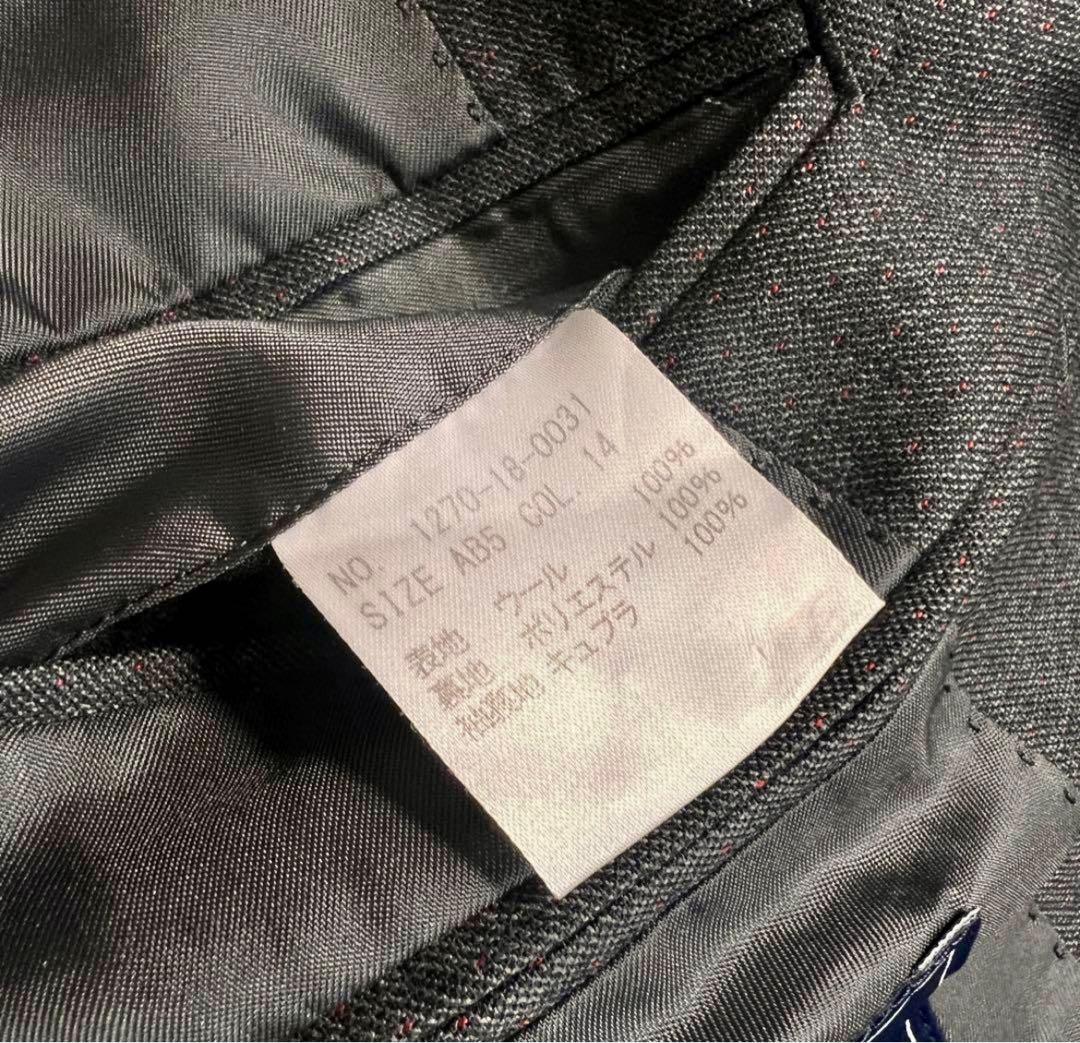 NO. 1270-18-0031
SIZE AB5 COL. 14
表地 ウール 100%
裏地 ポリエステル 100%
袖裏地 キュプラ 100%